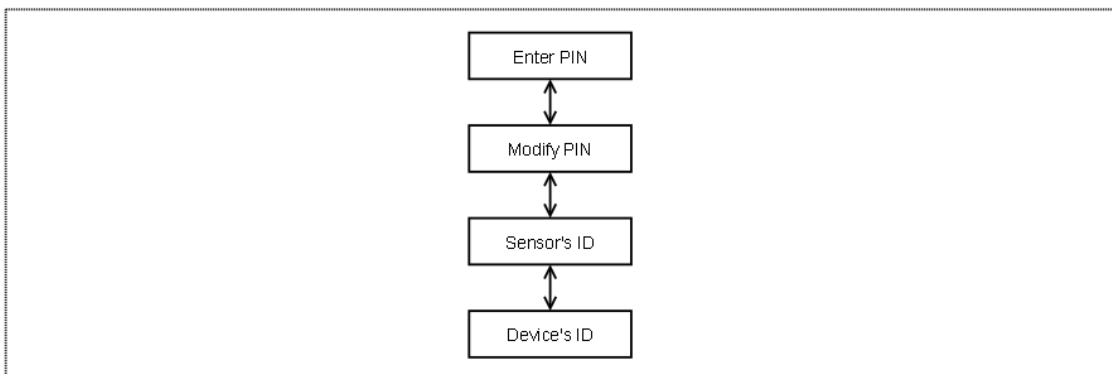 Enter PIN
Modify PIN
Sensor's ID
Device's ID